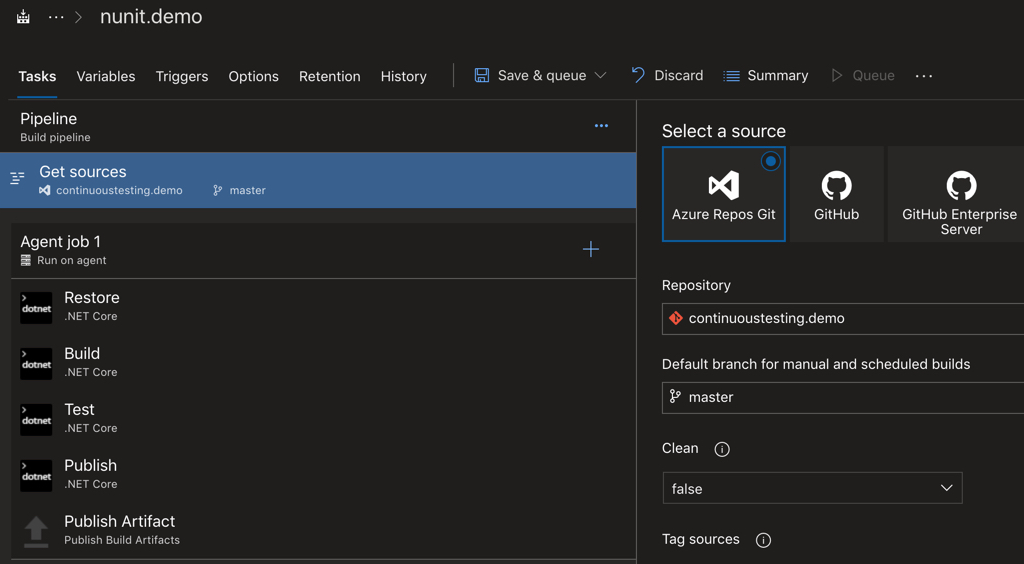 ... > nunit.demo
Tasks Variables Triggers Options Retention History Save & queue Discard Summary Queue ...
Pipeline
Build pipeline
...
Get sources
continuoustesting.demo master
Agent job 1
Run on agent
+
Restore
.NET Core
dotnet
Build
.NET Core
dotnet
Test
.NET Core
dotnet
Publish
.NET Core
dotnet
Publish Artifact
Publish Build Artifacts
Select a source
Azure Repos Git
GitHub
GitHub Enterprise
Server
Repository
continuoustesting.demo
Default branch for manual and scheduled builds
master
Clean
false
Tag sources